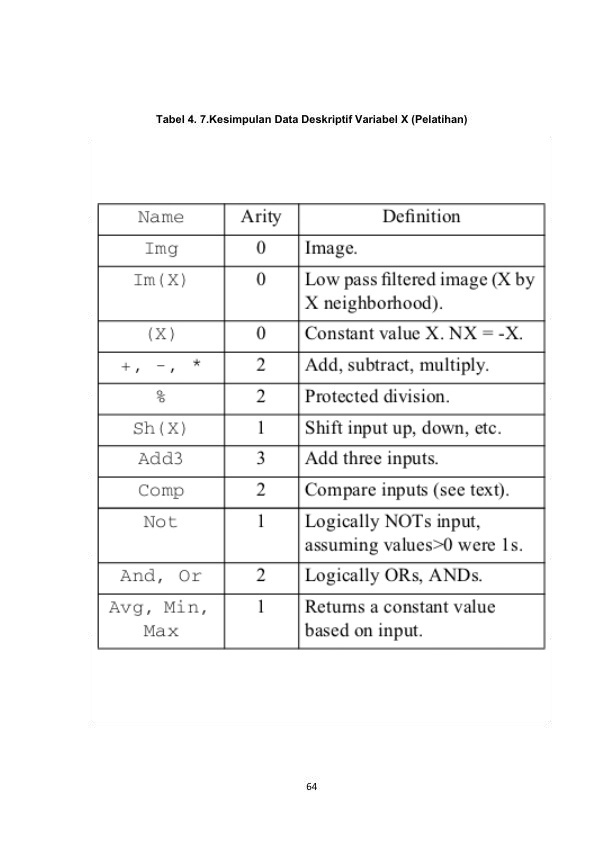 Tabel 4. 7.Kesimpulan Data Deskriptif Variabel X (Pelatihan)
Name Arity Definition
Img 0 Image.
Im(X) 0 Low pass filtered image (X by
X neighborhood).
(X) 0 Constant value X. NX = -X.
+, -, * 2 Add, subtract, multiply.
% 2 Protected division.
Sh(X) 1 Shift input up, down, etc.
Add3 3 Add three inputs.
Comp 2 Compare inputs (see text).
Not 1 Logically NOTs input,
assuming values>0 were 1s.
And, Or 2 Logically ORs, ANDs.
Avg, Min, 1 Returns a constant value
Max based on input.
64